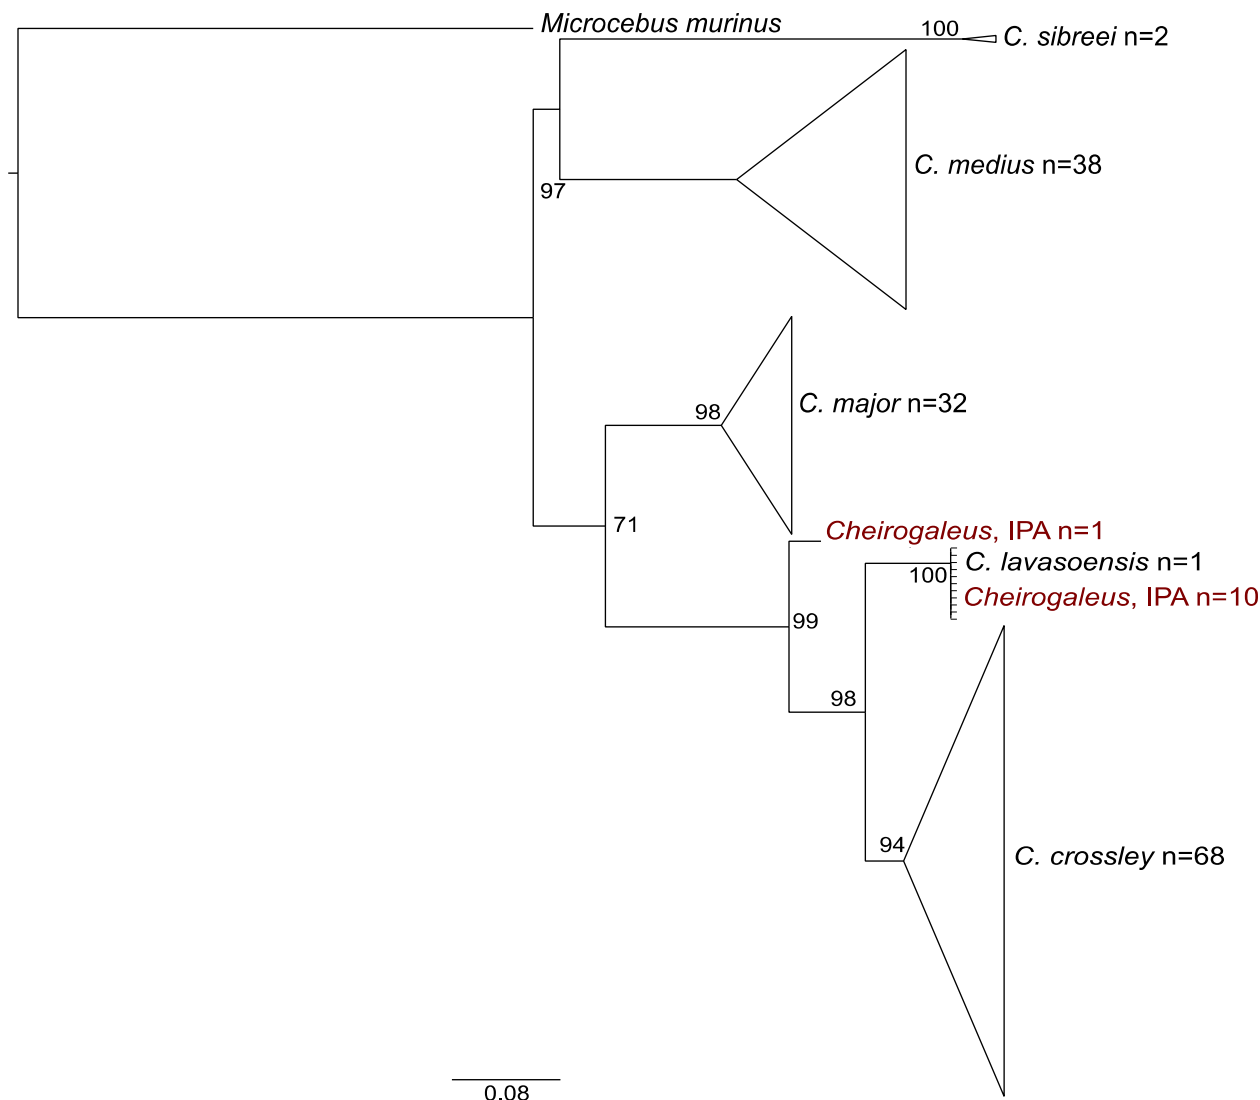 Microcebus murinus
100
C. sibreei n=2
C. medius n=38
97
C. major n=32
98
71
Cheirogaleus, IPA n=1
C. lavasoensis n=1
100
Cheirogaleus, IPA n=10
99
98
94
C. crossley n=68
0.08